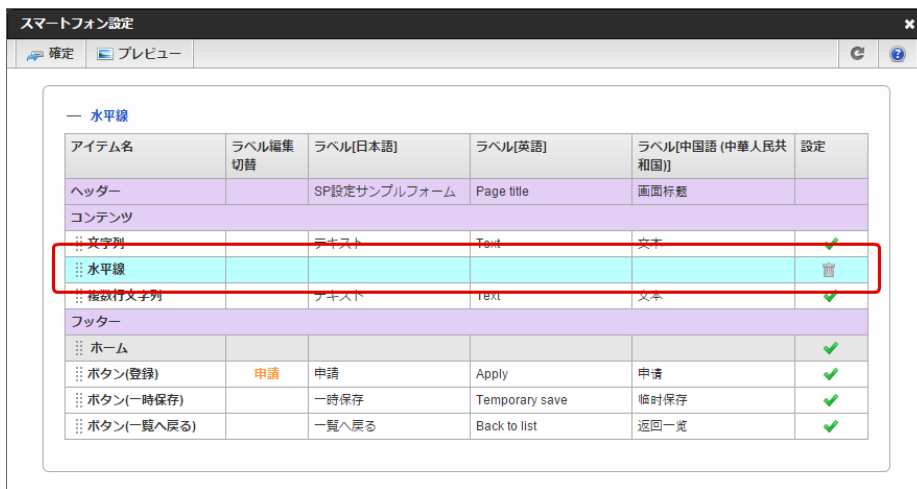 スマートフォン設定
確定 プレビュー
水平線
アイテム名 ラベル編集切替 ラベル[日本語] ラベル[英語] ラベル[中国語 (中華人民共和国)] 設定
ヘッダー SP設定サンプルフォーム Page title 画面标题
コンテンツ
文字列 テキスト Text 文本
水平線
複数行文字列 テキスト Text 文本
フッター
ホーム
ボタン(登録) 申請 申請 Apply 申请
ボタン(一時保存) 一時保存 Temporary save 临时保存
ボタン(一覧へ戻る) 一覧へ戻る Back to list 返回一览